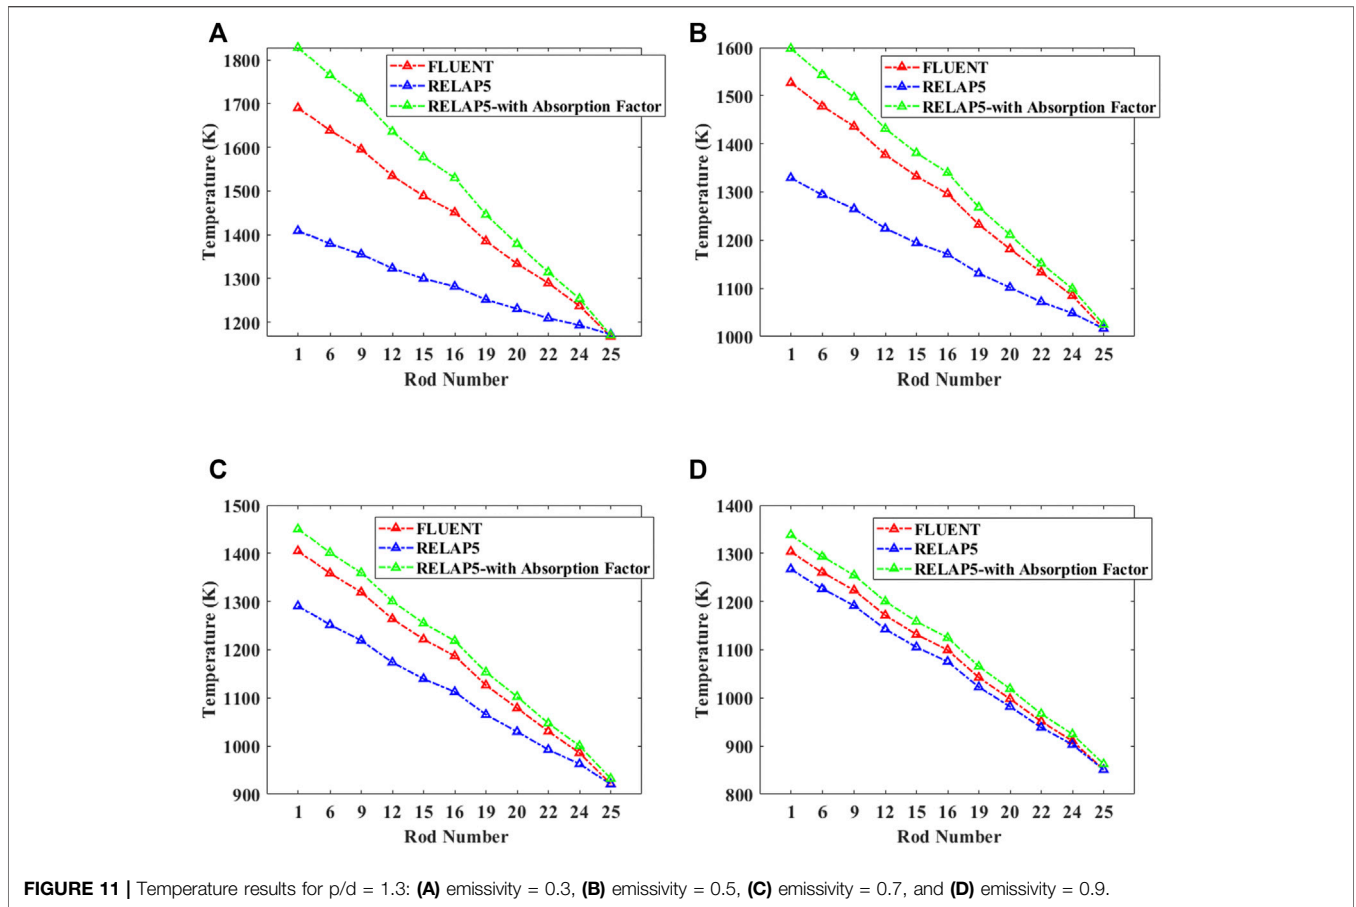 A
1800
1700
1600
1500
1400
1300
1200
Temperature (K)
FLUENT
RELAP5
RELAP5-with Absorption Factor
1 6 9 12 15 16 19 20 22 24 25
Rod Number
B
1600
1500
1400
1300
1200
1100
1000
Temperature (K)
FLUENT
RELAP5
RELAP5-with Absorption Factor
1 6 9 12 15 16 19 20 22 24 25
Rod Number
C
1500
1400
1300
1200
1100
1000
900
Temperature (K)
FLUENT
RELAP5
RELAP5-with Absorption Factor
1 6 9 12 15 16 19 20 22 24 25
Rod Number
D
1400
1300
1200
1100
1000
900
800
Temperature (K)
FLUENT
RELAP5
RELAP5-with Absorption Factor
1 6 9 12 15 16 19 20 22 24 25
Rod Number
FIGURE 11 | Temperature results for p/d = 1.3: (A) emissivity = 0.3, (B) emissivity = 0.5, (C) emissivity = 0.7, and (D) emissivity = 0.9.